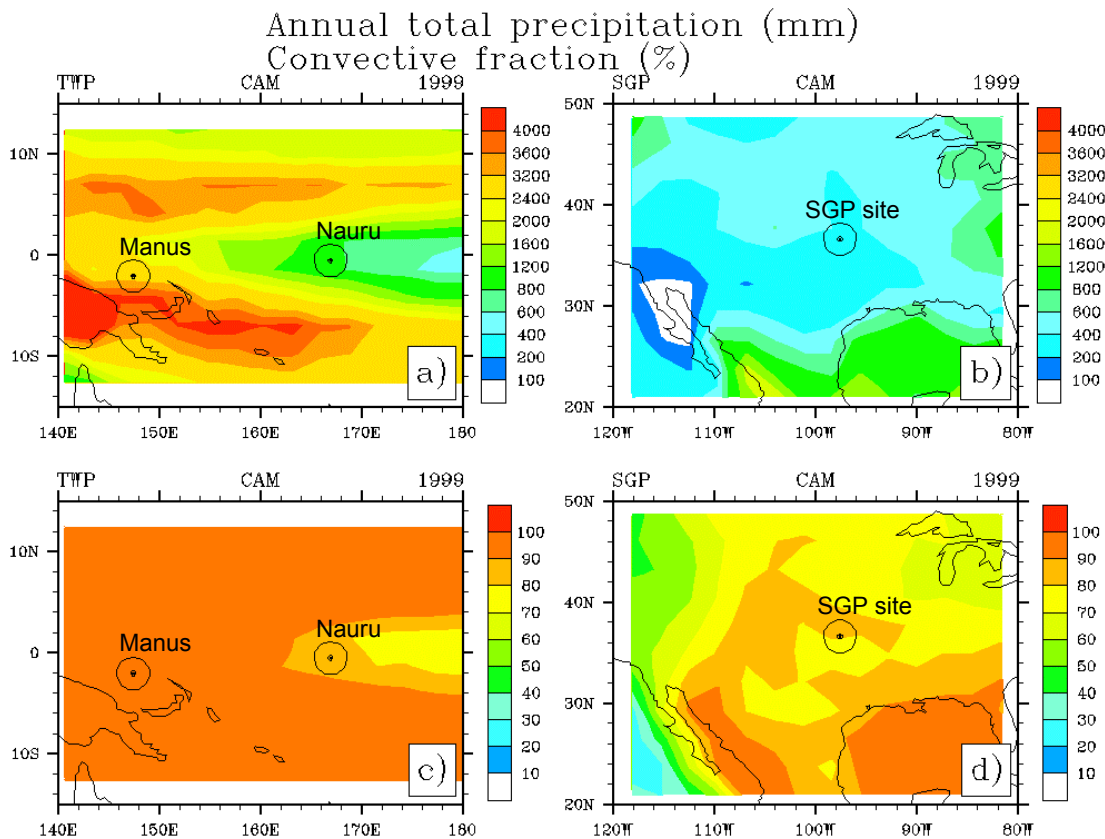 Annual total precipitation (mm)
Convective fraction (%)
TWP CAM 1999
10N
0
10S
140E 150E 160E 170E 180
Manus
Nauru
a)
4000
3600
3200
2400
2000
1200
800
600
400
200
100
SGP CAM 1999
50N
40N
30N
20N
120W 110W 100W 90W 80W
SGP site
b)
4000
3600
3200
2400
2000
1200
800
600
400
200
100
TWP CAM 1999
10N
0
10S
140E 150E 160E 170E 180
Manus
Nauru
c)
100
90
80
70
60
50
40
30
20
10
SGP CAM 1999
50N
40N
30N
20N
120W 110W 100W 90W 80W
SGP site
d)
100
90
80
70
60
50
40
30
20
10